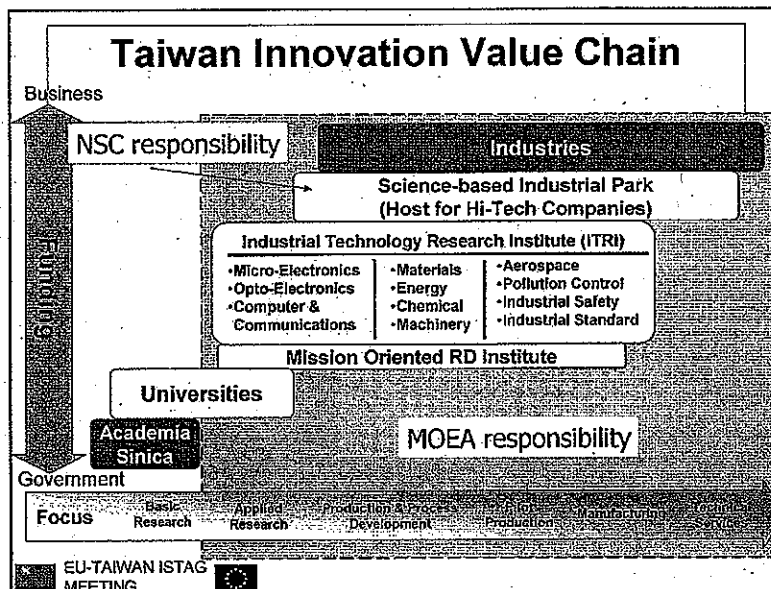 Taiwan Innovation Value Chain
Business
NSC responsibility
Industries
Science-based Industrial Park
(Host for Hi-Tech Companies)
Funding
Industrial Technology Research Institute (ITRI)
•Micro-Electronics
•Opto-Electronics
•Computer &
Communications
•Materials
•Energy
•Chemical
•Machinery
•Aerospace
•Pollution Control
•Industrial Safety
•Industrial Standard
Mission Oriented RD Institute
Universities
Academia
Sinica
MOEA responsibility
Government
Focus
Basic
Research
Applied
Research
Production & Process
Development
Production
Manufacturing
Technical
Service
EU-TAIWAN ISTAG
MEETING